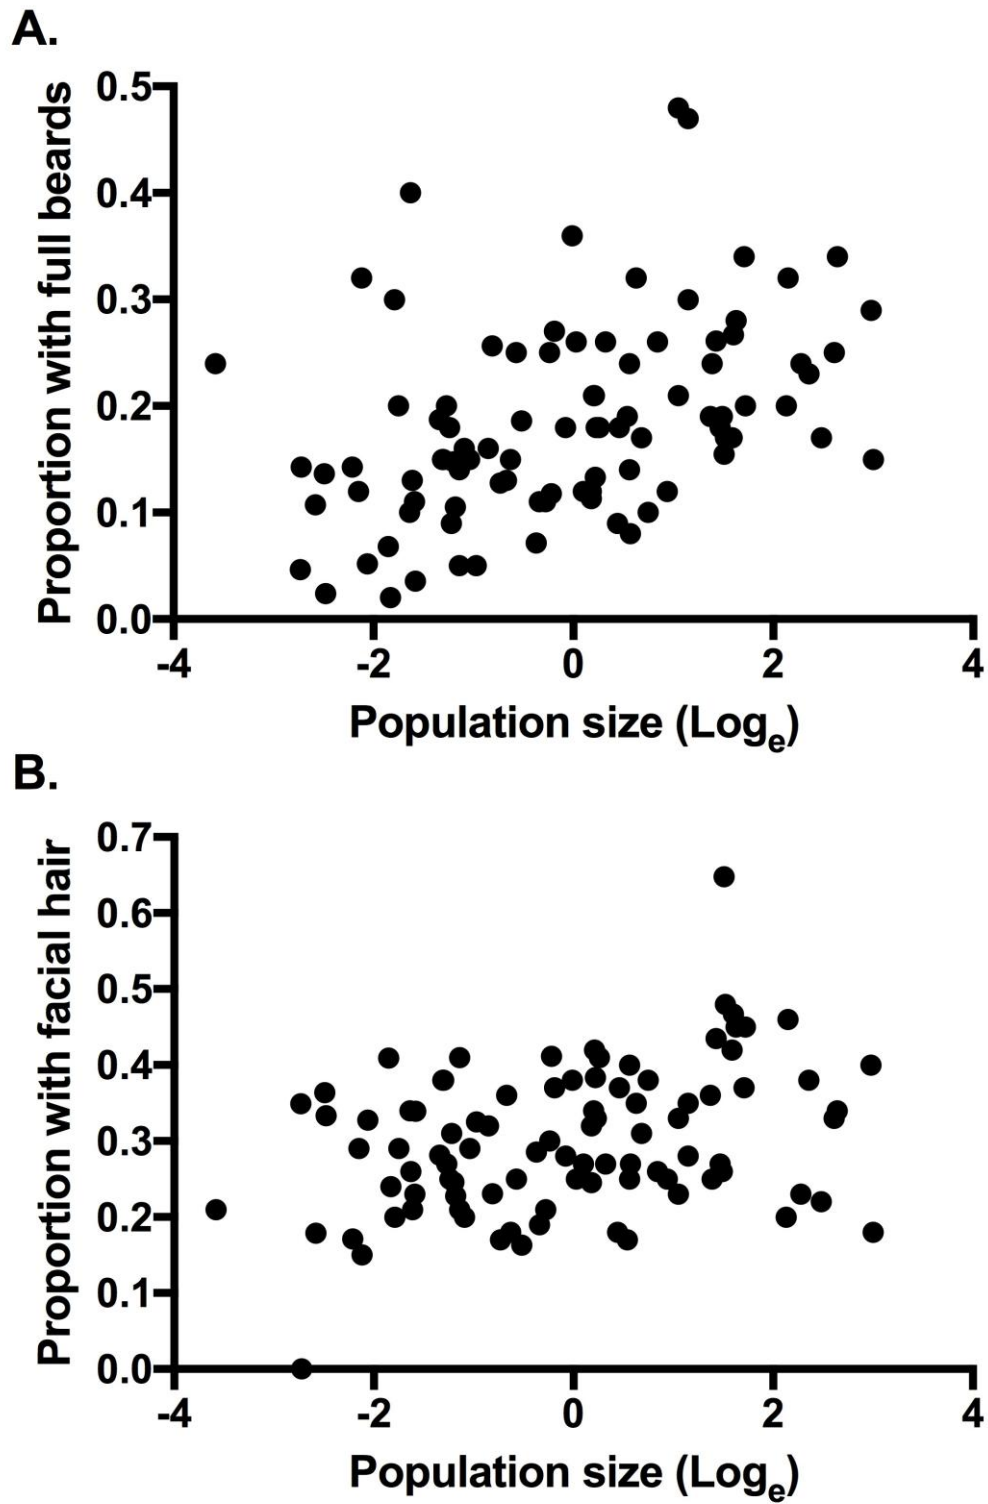 A.
Proportion with full beards
0.5
0.4
0.3
0.2
0.1
0.0
-4 -2 0 2 4
Population size (Logₑ)
B.
Proportion with facial hair
0.7
0.6
0.5
0.4
0.3
0.2
0.1
0.0
-4 -2 0 2 4
Population size (Logₑ)